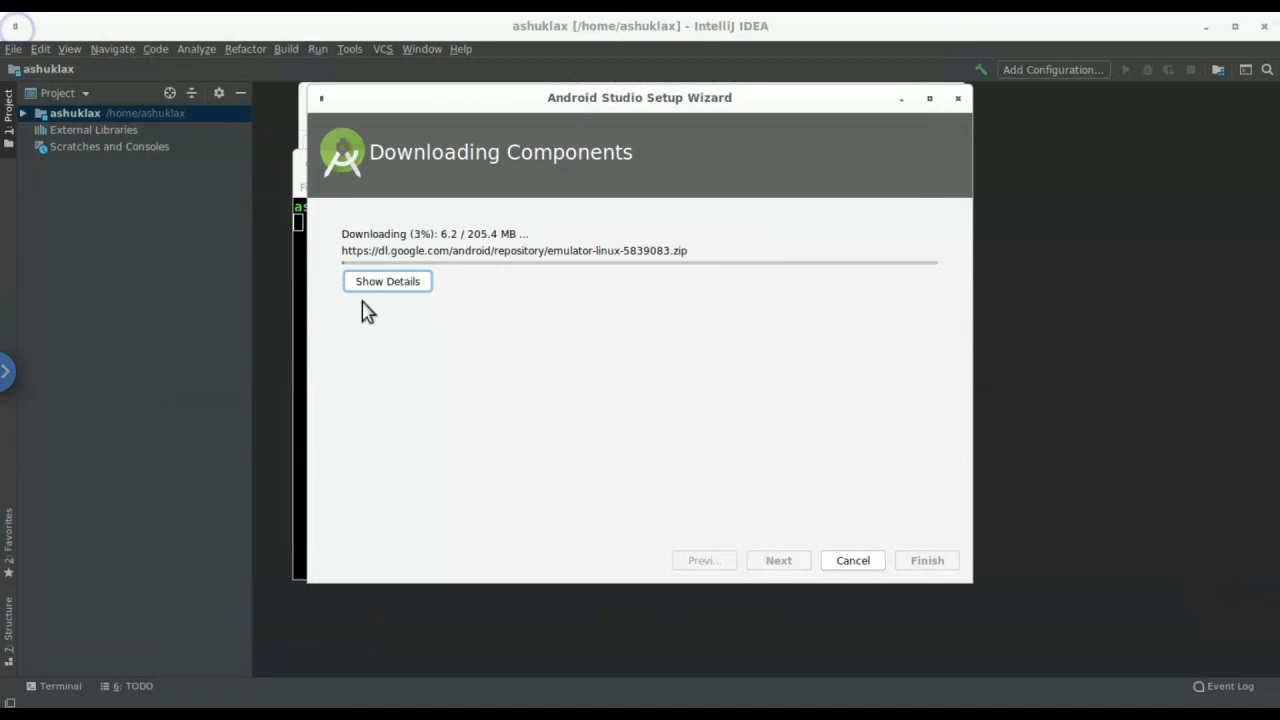 ashuklax [/home/ashuklax] - IntelliJ IDEA
File Edit View Navigate Code Analyze Refactor Build Run Tools VCS Window Help
ashuklax
Add Configuration...
Project
1: Project
ashuklax /home/ashuklax
External Libraries
Scratches and Consoles
Android Studio Setup Wizard
Downloading Components
Downloading (3%): 6.2 / 205.4 MB ...
https://dl.google.com/android/repository/emulator-linux-5839083.zip
Show Details
Previ...
Next
Cancel
Finish
2: Favorites
7: Structure
Terminal
6: TODO
Event Log